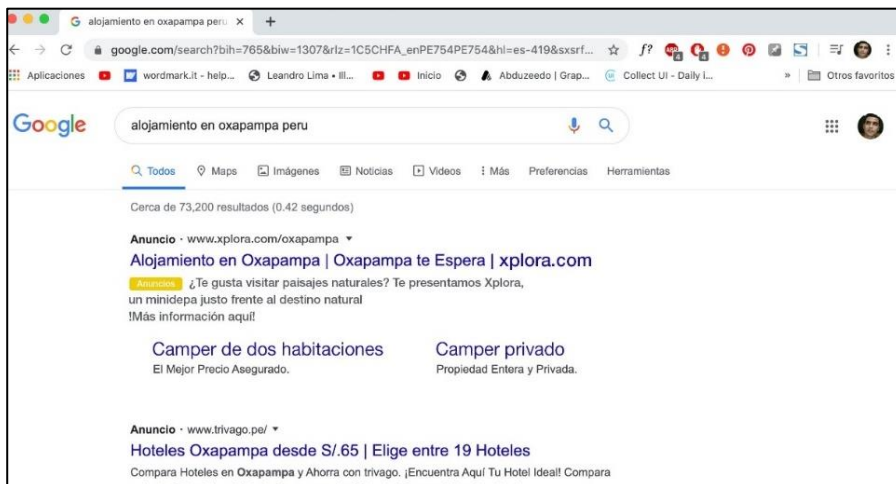 alojamiento en oxapampa peru
google.com/search?bih=765&biw=1307&rlz=1C5CHFA_enPE754PE754&hl=es-419&sxsrf...
f?
4
4
Aplicaciones
wordmark.it - help...
Leandro Lima • Ill...
Inicio
Abduzeedo | Grap...
Collect UI - Daily i...
»
Otros favoritos
Google
alojamiento en oxapampa peru
Todos
Maps
Imágenes
Noticias
Videos
Más
Preferencias
Herramientas
Cerca de 73,200 resultados (0.42 segundos)
Anuncio · www.xplora.com/oxapampa
Alojamiento en Oxapampa | Oxapampa te Espera | xplora.com
Anuncios ¿Te gusta visitar paisajes naturales? Te presentamos Xplora,
un minidepa justo frente al destino natural
!Más información aquí!
Camper de dos habitaciones
El Mejor Precio Asegurado.
Camper privado
Propiedad Entera y Privada.
Anuncio · www.trivago.pe/
Hoteles Oxapampa desde S/.65 | Elige entre 19 Hoteles
Compara Hoteles en Oxapampa y Ahorra con trivago. ¡Encuentra Aquí Tu Hotel Ideal! Compara